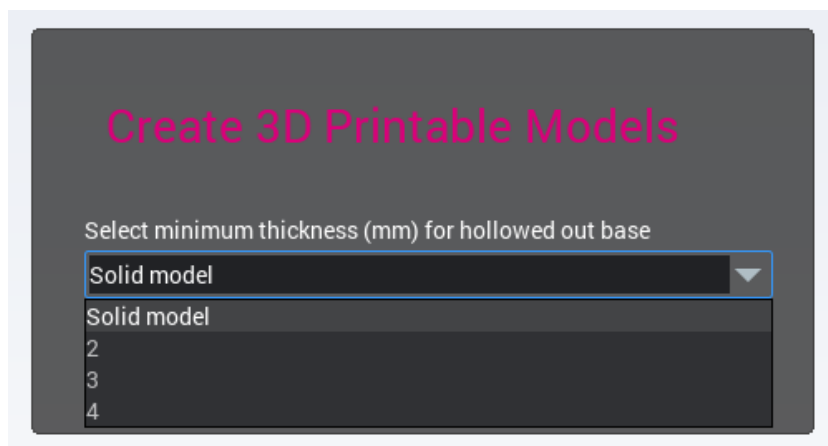 Create 3D Printable Models
Select minimum thickness (mm) for hollowed out base
Solid model
Solid model
2
3
4